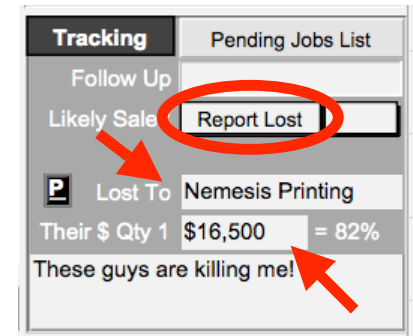 Tracking Pending Jobs List
Follow Up
Likely Sale Report Lost
P Lost To Nemesis Printing
Their $ Qty 1 $16,500 = 82%
These guys are killing me!